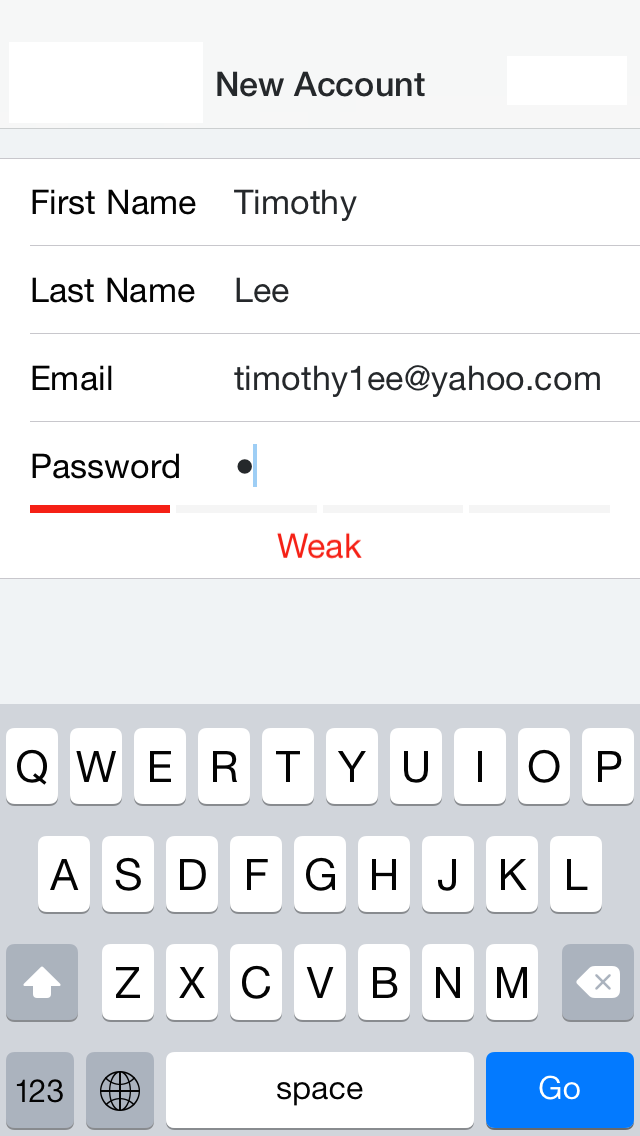 New Account
First Name Timothy
Last Name Lee
Email timothy1ee@yahoo.com
Password ●
Weak
Q W E R T Y U I O P
A S D F G H J K L
Z X C V B N M
123 space Go